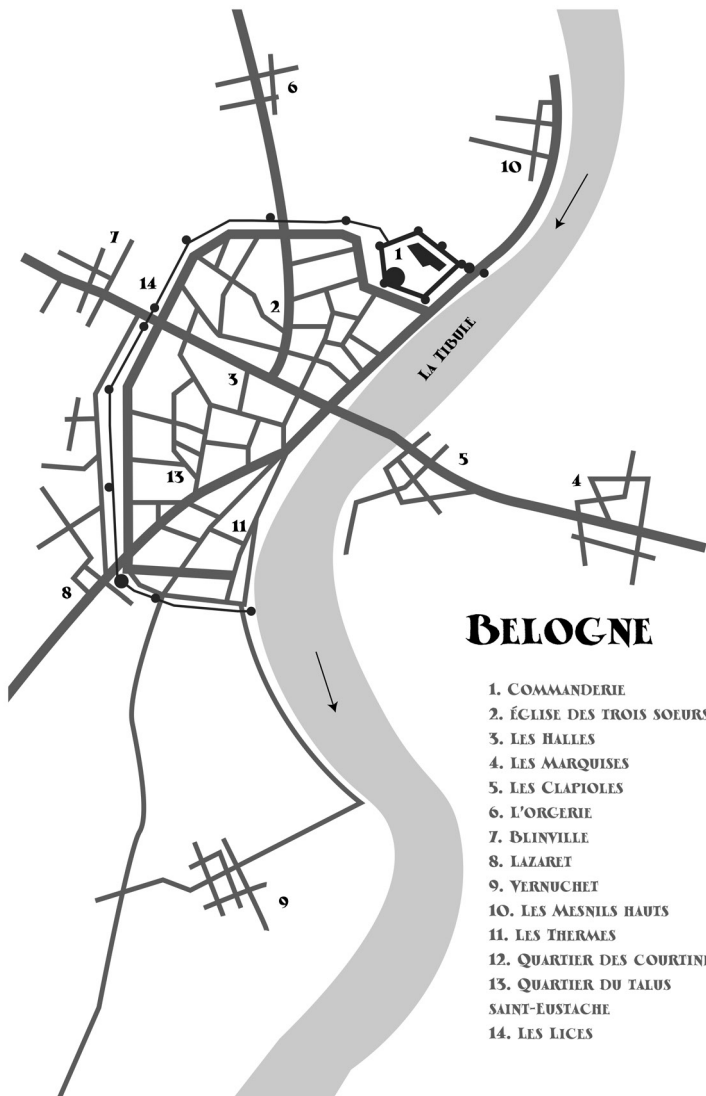 6
10
7
1
14
2
La Tibule
3
5
4
13
11
8
Belogne
1. Commanderie
2. Église des trois soeurs
3. Les Halles
4. Les Marquises
5. Les Clapioles
6. L'orgerie
7. Blinville
8. Lazaret
9. Vernuchet
10. Les Mesnils hauts
11. Les Thermes
12. Quartier des courtin
13. Quartier du talus
saint-Eustache
14. Les Lices
9